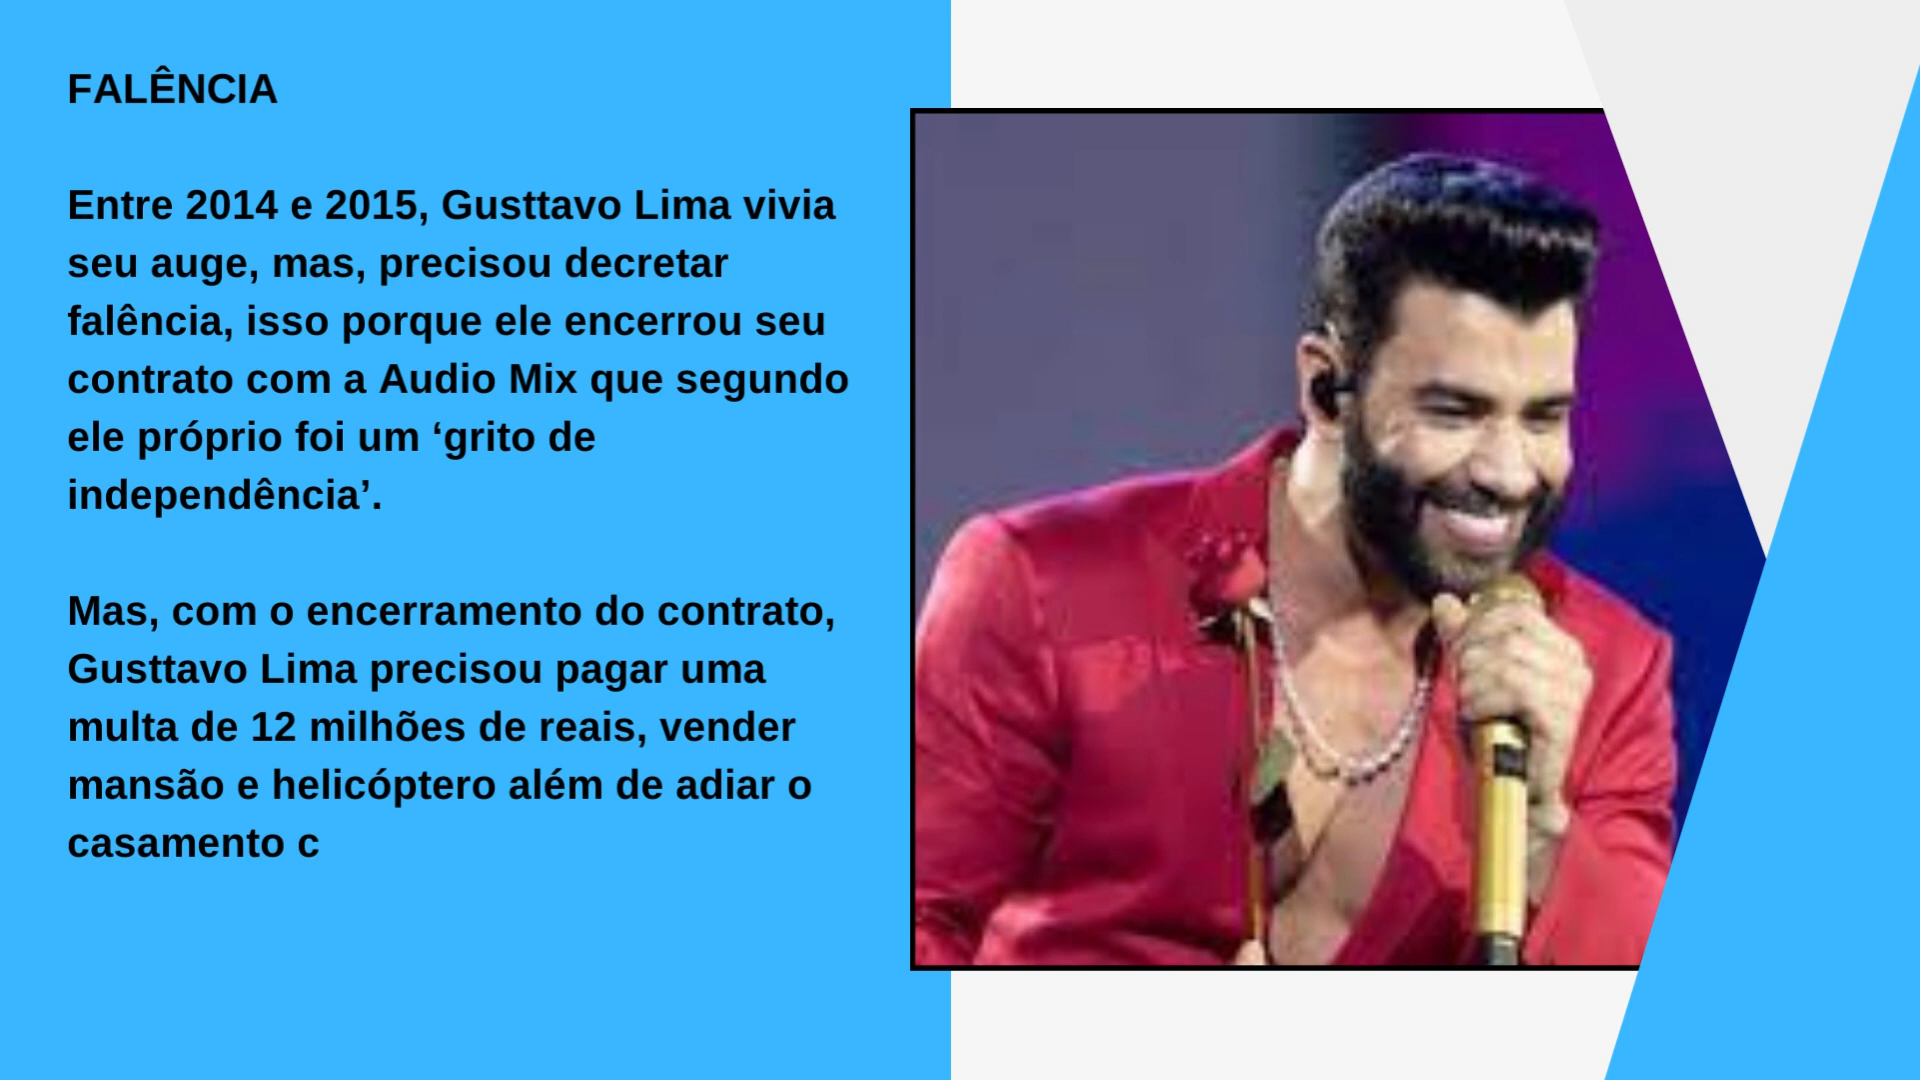 FALÊNCIA
Entre 2014 e 2015, Gusttavo Lima vivia
seu auge, mas, precisou decretar
falência, isso porque ele encerrou seu
contrato com a Audio Mix que segundo
ele próprio foi um ‘grito de
independência’.
Mas, com o encerramento do contrato,
Gusttavo Lima precisou pagar uma
multa de 12 milhões de reais, vender
mansão e helicóptero além de adiar o
casamento c